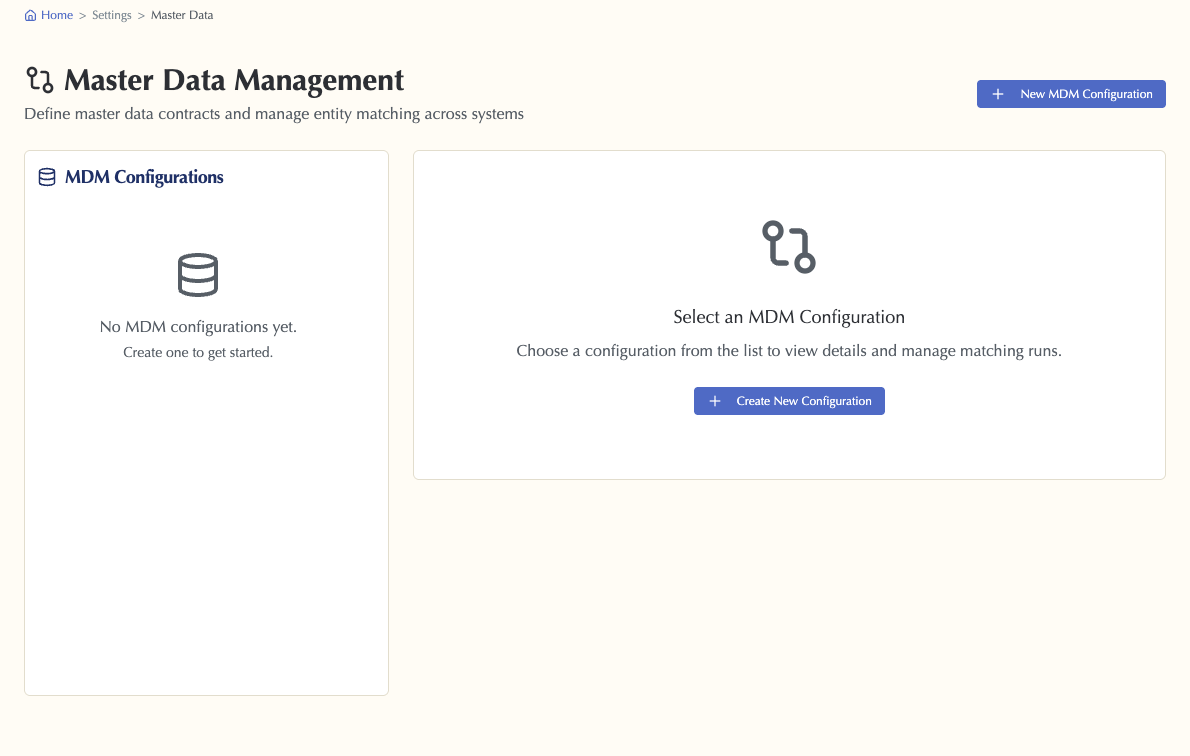 Home > Settings > Master Data
Master Data Management
Define master data contracts and manage entity matching across systems
New MDM Configuration
MDM Configurations
No MDM configurations yet.
Create one to get started.
Select an MDM Configuration
Choose a configuration from the list to view details and manage matching runs.
Create New Configuration